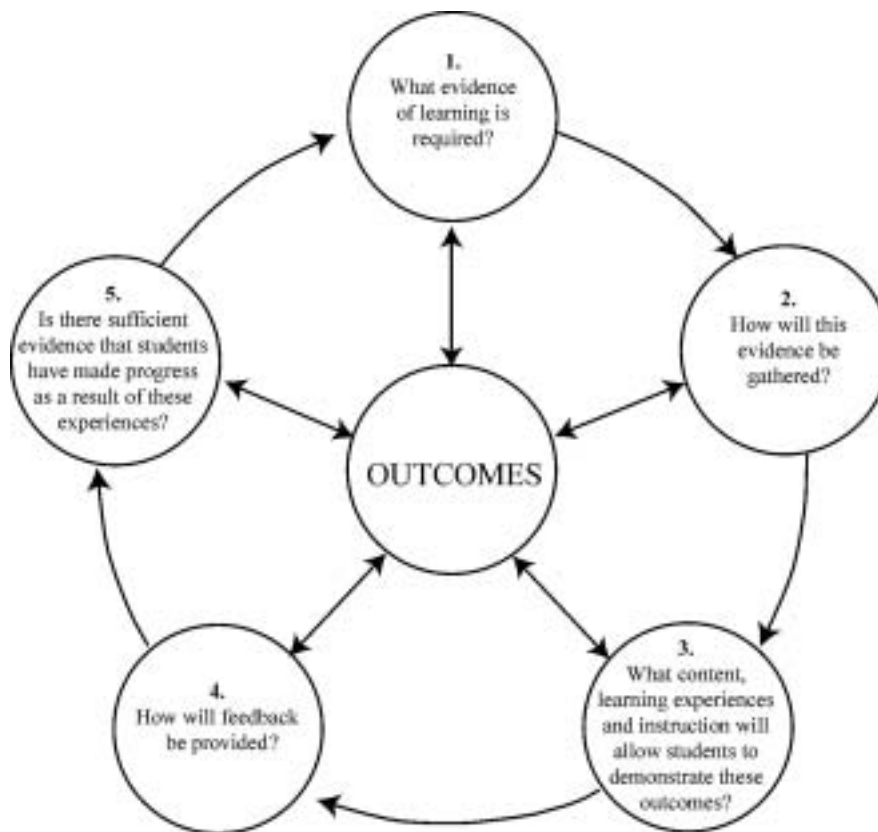 1.
What evidence
of learning is
required?
2.
How will this
evidence be
gathered?
3.
What content,
learning experiences
and instruction will
allow students to
demonstrate these
outcomes?
4.
How will feedback
be provided?
5.
Is there sufficient
evidence that students
have made progress
as a result of these
experiences?
OUTCOMES